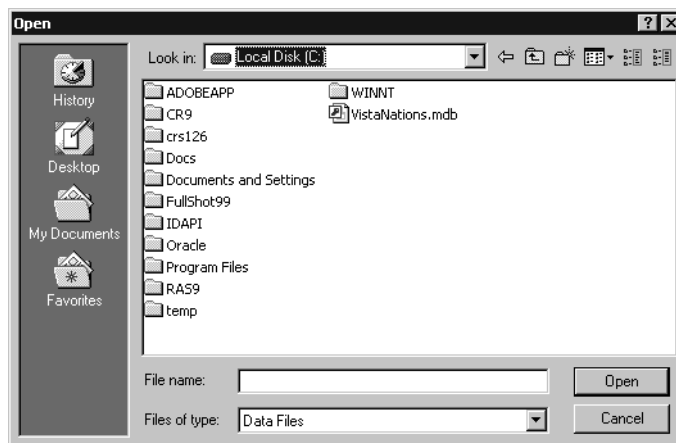 Open
Look in: Local Disk (C:
History
Desktop
My Documents
Favorites
ADOBEAPP
CR9
crs126
Docs
Documents and Settings
FullShot99
IDAPI
Oracle
Program Files
RAS9
temp
WINNT
VistaNations.mdb
File name:
Open
Files of type: Data Files
Cancel